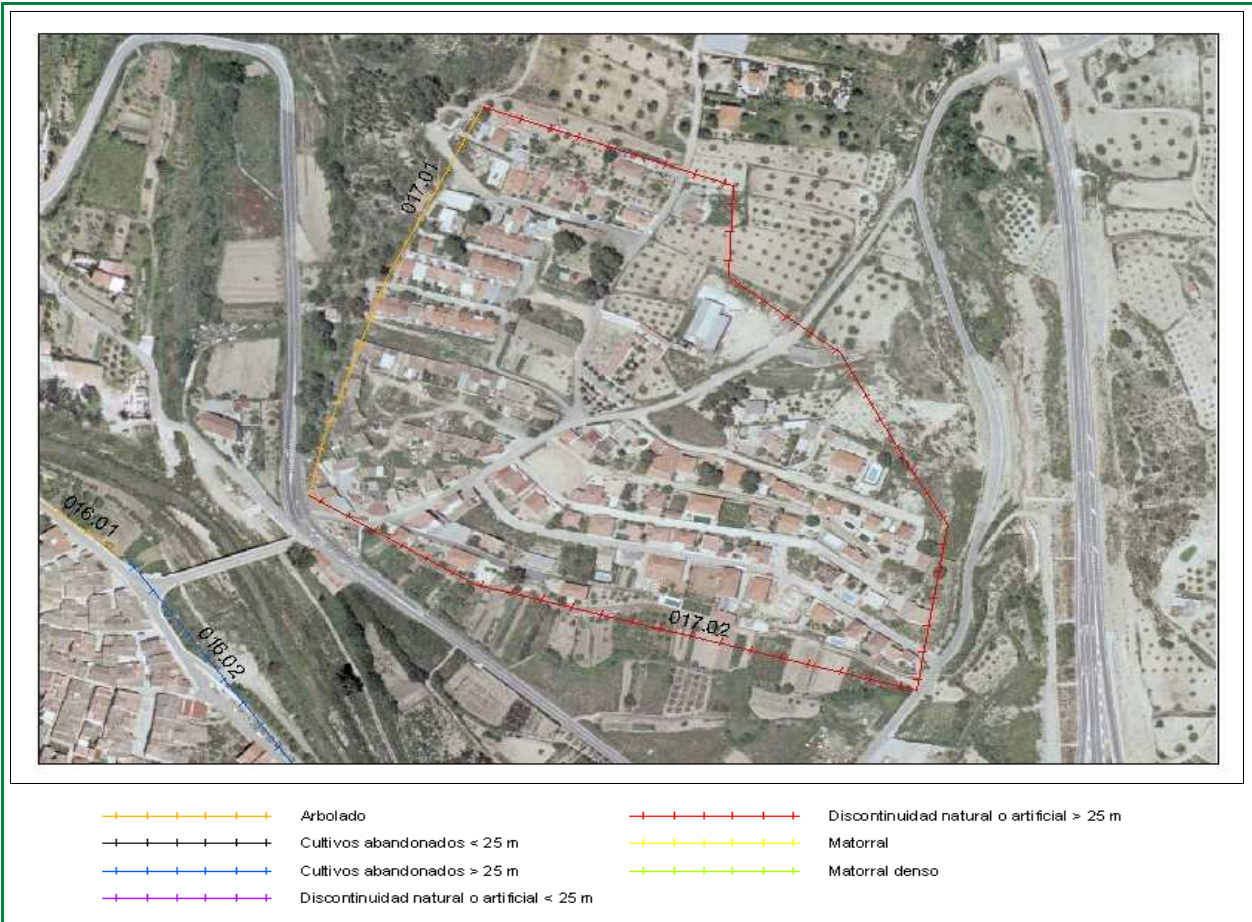 017.01
016.01
016.02
017.02
Arbolado
Cultivos abandonados < 25 m
Cultivos abandonados > 25 m
Discontinuidad natural o artificial < 25 m
Discontinuidad natural o artificial > 25 m
Matorral
Matorral denso